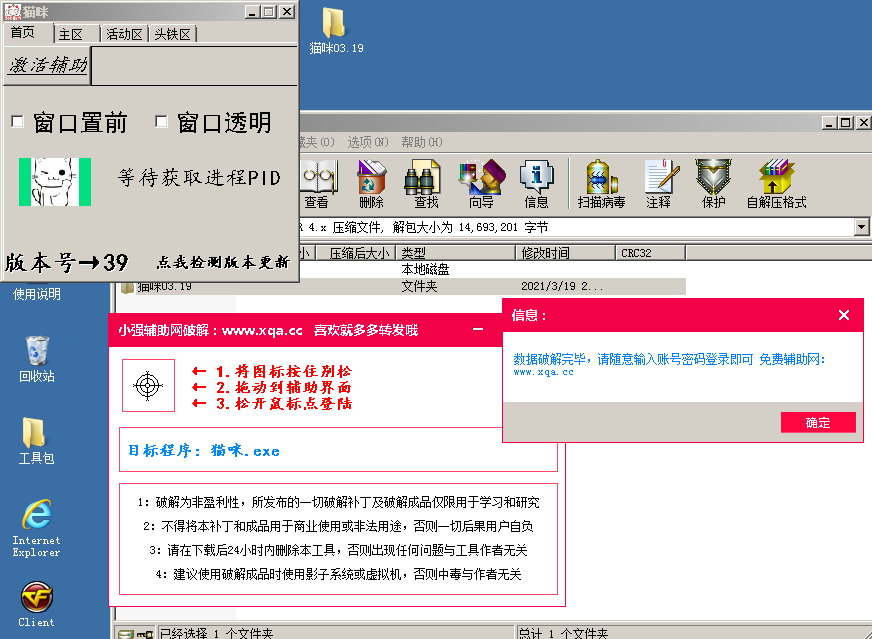 猫咪
首页 主区 活动区 头铁区
激活辅助
窗口置前 窗口透明
等待获取进程PID
版本号→39 点我检测版本更新
猫咪03.19
藏夹(O) 选项(N) 帮助(H)
查看 删除 查找 向导 信息 扫描病毒 注释 保护 自解压格式
R 4.x 压缩文件, 解包大小为 14,693,201 字节
小 压缩后大小 类型 修改时间 CRC32
本地磁盘
猫咪03.19 文件夹 2021/3/19 2...
使用说明
回收站
工具包
Internet
Explorer
Client
小强辅助网破解：www.xqa.cc 喜欢就多多转发哦
← 1.将图标按住别松
← 2.拖动到辅助界面
← 3.松开鼠标点登陆
目标程序: 猫咪.exe
1：破解为非盈利性，所发布的一切破解补丁及破解成品仅限用于学习和研究
2：不得将本补丁和成品用于商业使用或非法用途，否则一切后果用户自负
3：请在下载后24小时内删除本工具，否则出现任何问题与工具作者无关
4：建议使用破解成品时使用影子系统或虚拟机，否则中毒与作者无关
信息：
数据破解完毕，请随意输入账号密码登录即可 免费辅助网：
www.xqa.cc
确定
已经选择 1 个文件夹 总计 1 个文件夹